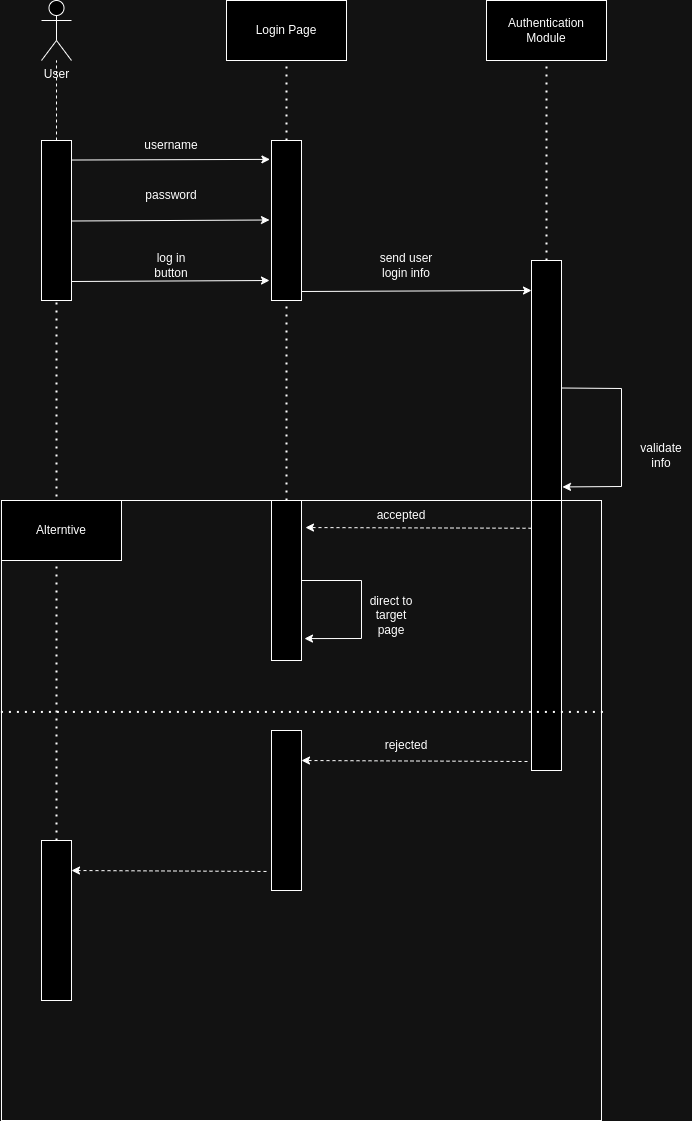 User
Login Page
Authentication
Module
username
password
log in
button
send user
login info
validate
info
Alterntive
accepted
direct to
target
page
rejected